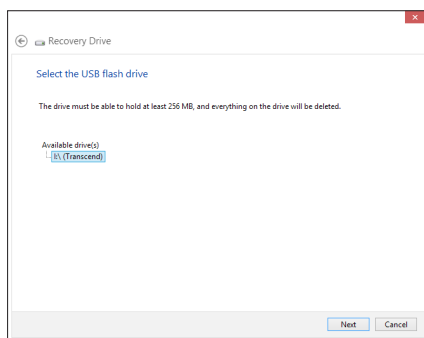 Recovery Drive
Select the USB flash drive
The drive must be able to hold at least 256 MB, and everything on the drive will be deleted.
Available drive(s)
I:\ (Transcend)
Next Cancel